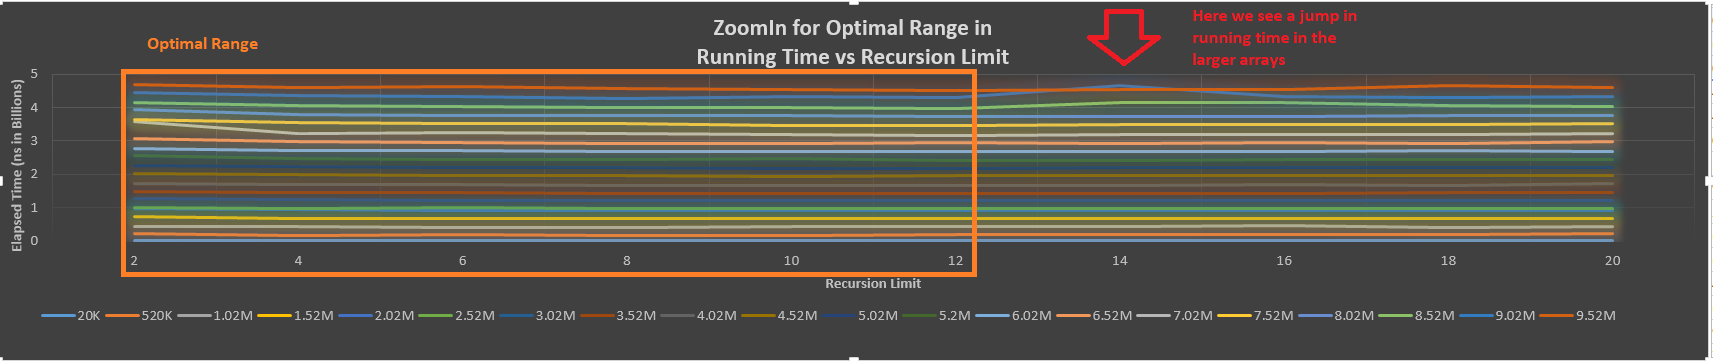 ZoomIn for Optimal Range in
Running Time vs Recursion Limit
Optimal Range
Here we see a jump in
running time in the
larger arrays
Elapsed Time (ns in Billions)
5
4
3
2
1
0
2 4 6 8 10 12 14 16 18 20
Recursion Limit
20K 520K 1.02M 1.52M 2.02M 2.52M 3.02M 3.52M 4.02M 4.52M 5.02M 5.2M 6.02M 6.52M 7.02M 7.52M 8.02M 8.52M 9.02M 9.52M